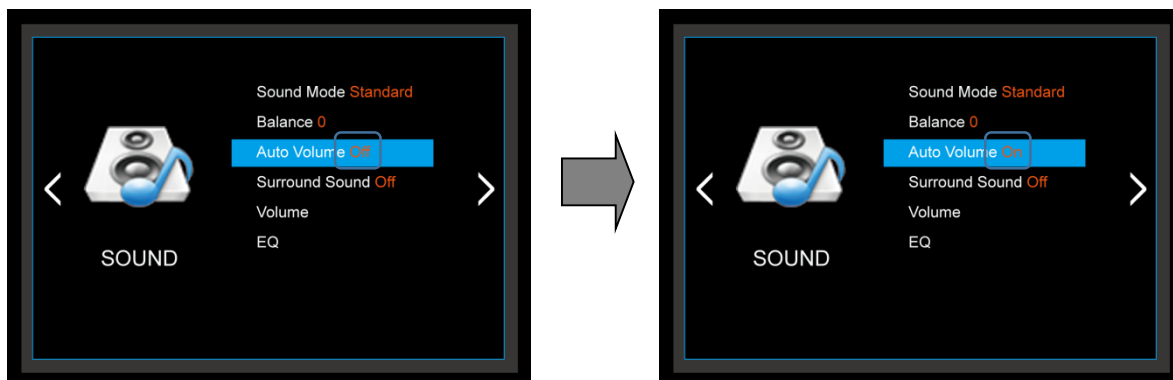 Sound Mode Standard
Balance 0
Auto Volume Off
Surround Sound Off
Volume
EQ
SOUND
Sound Mode Standard
Balance 0
Auto Volume On
Surround Sound Off
Volume
EQ
SOUND